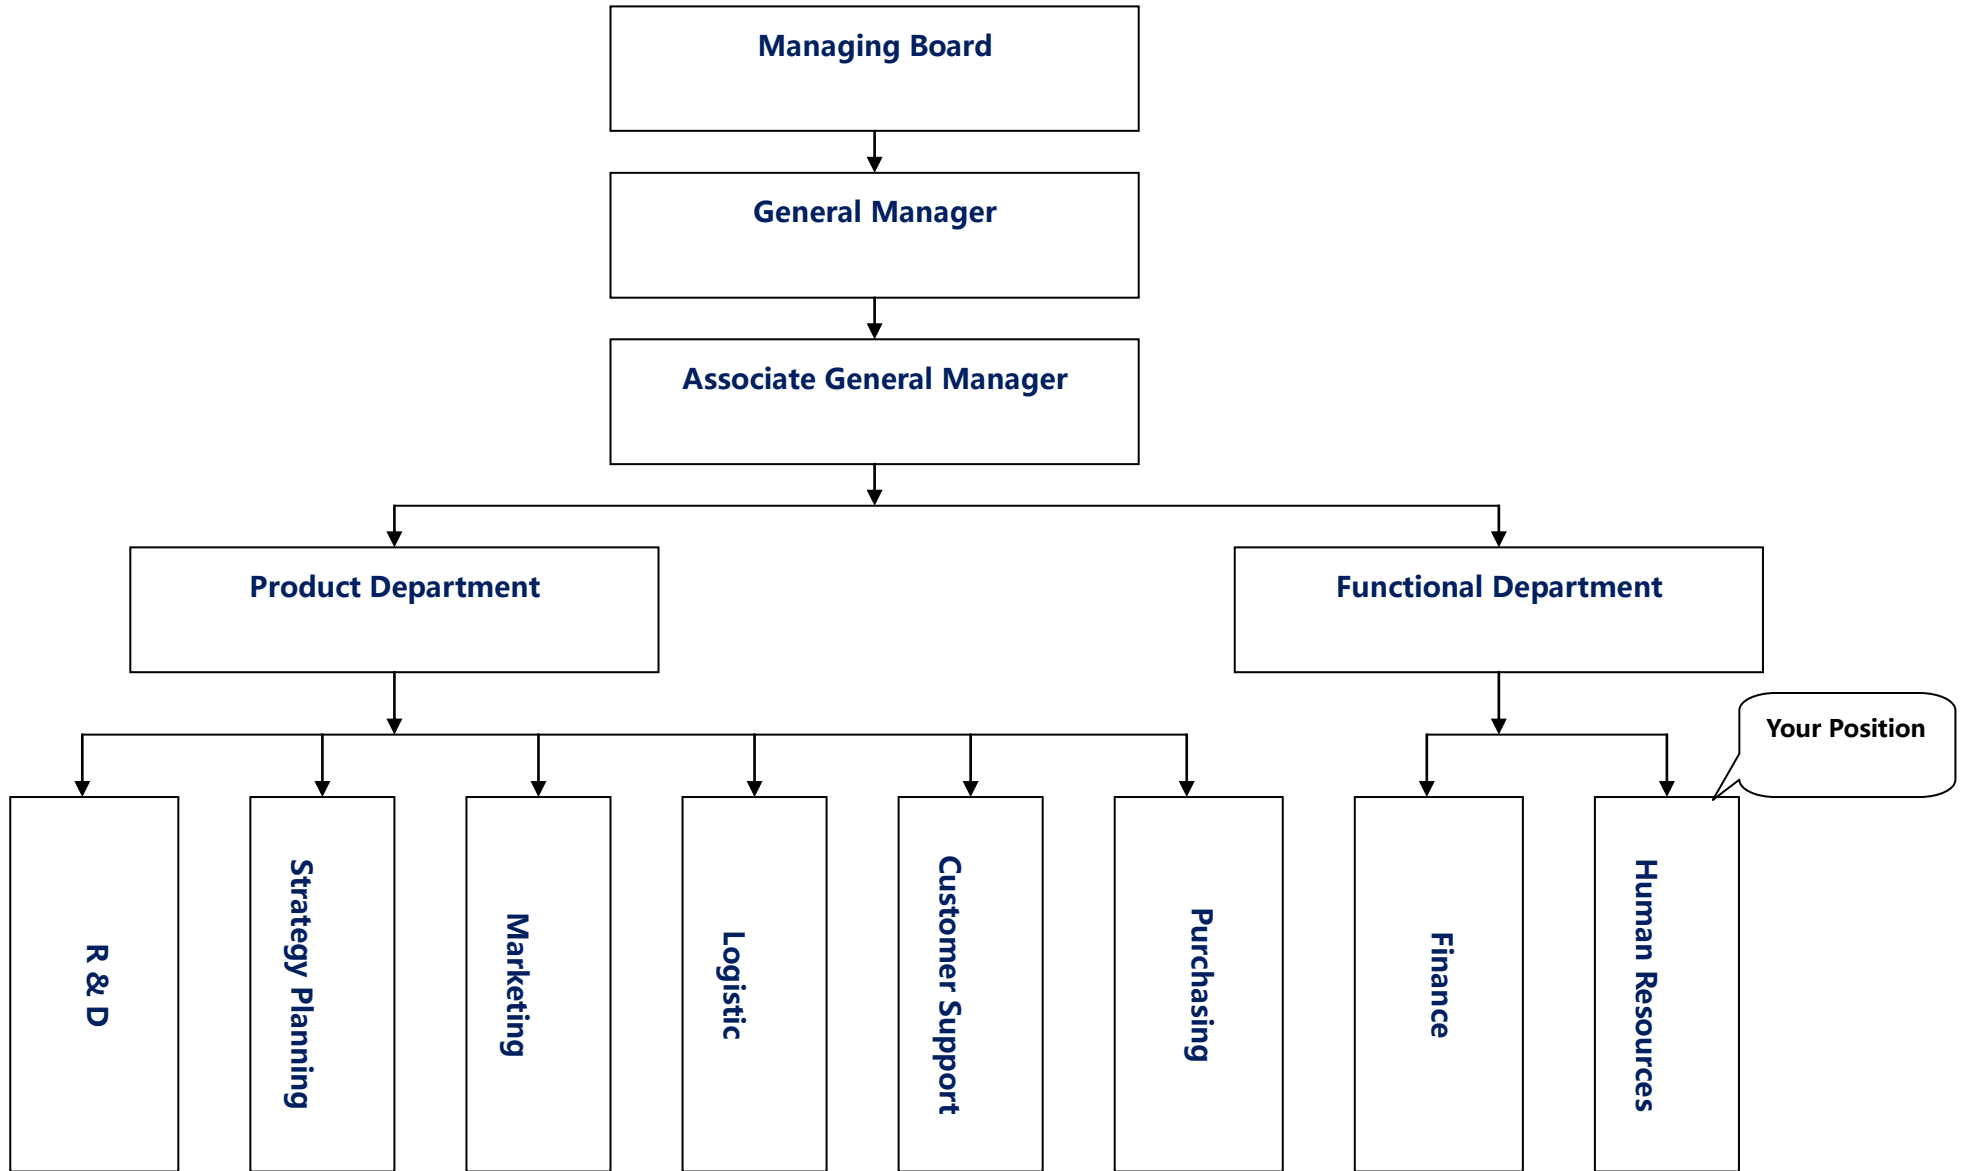 Managing Board
General Manager
Associate General Manager
Product Department
Functional Department
Your Position
R & D
Strategy Planning
Marketing
Logistic
Customer Support
Purchasing
Finance
Human Resources